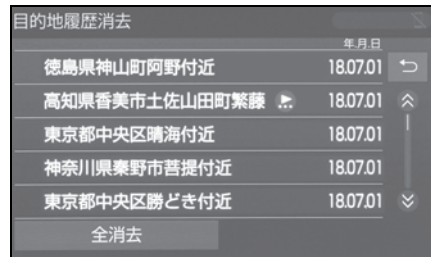 目的地履歴消去
年.月.日
徳島県神山町阿野付近 18.07.01
高知県香美市土佐山田町繁藤 18.07.01
東京都中央区晴海付近 18.07.01
神奈川県秦野市菩提付近 18.07.01
東京都中央区勝どき付近 18.07.01
全消去